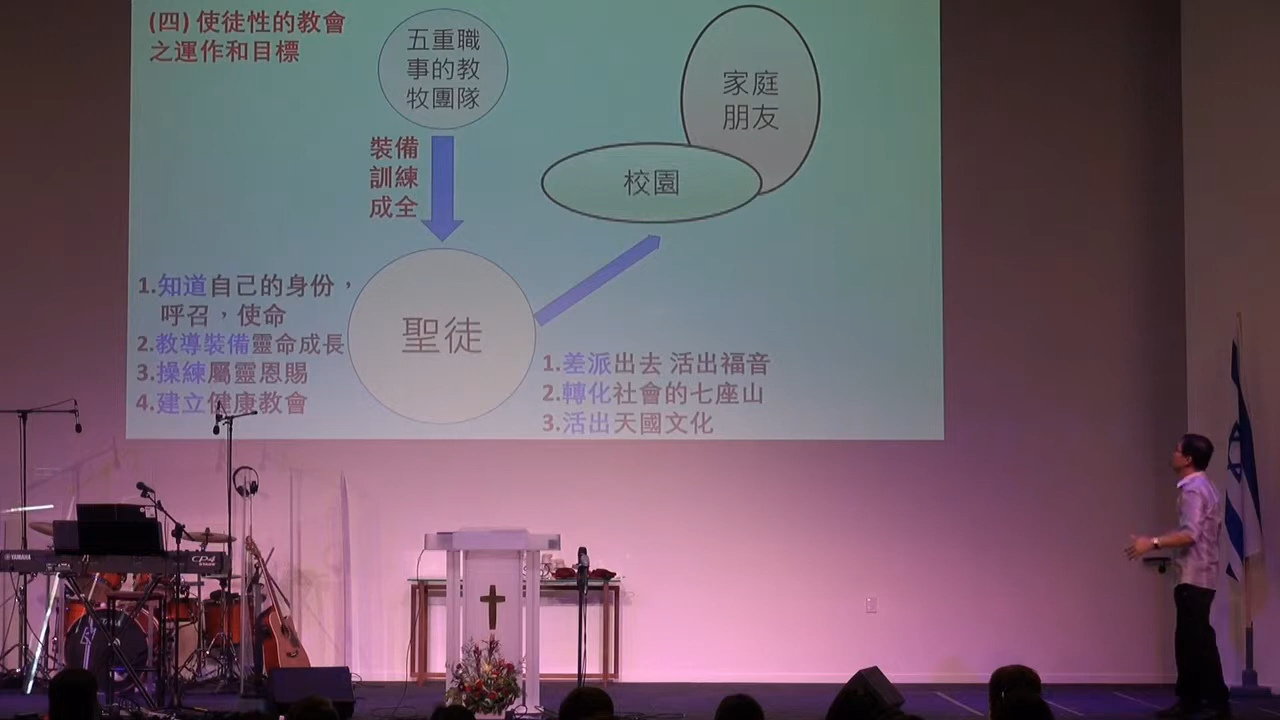 (四) 使徒性的教會
之運作和目標
五重職
事的教
牧團隊
裝備
訓練
成全
家庭
朋友
校園
聖徒
1.知道自己的身份，
呼召，使命
2.教導裝備靈命成長
3.操練屬靈恩賜
4.建立健康教會
1.差派出去 活出福音
2.轉化社會的七座山
3.活出天國文化
YAMAHA
CP4